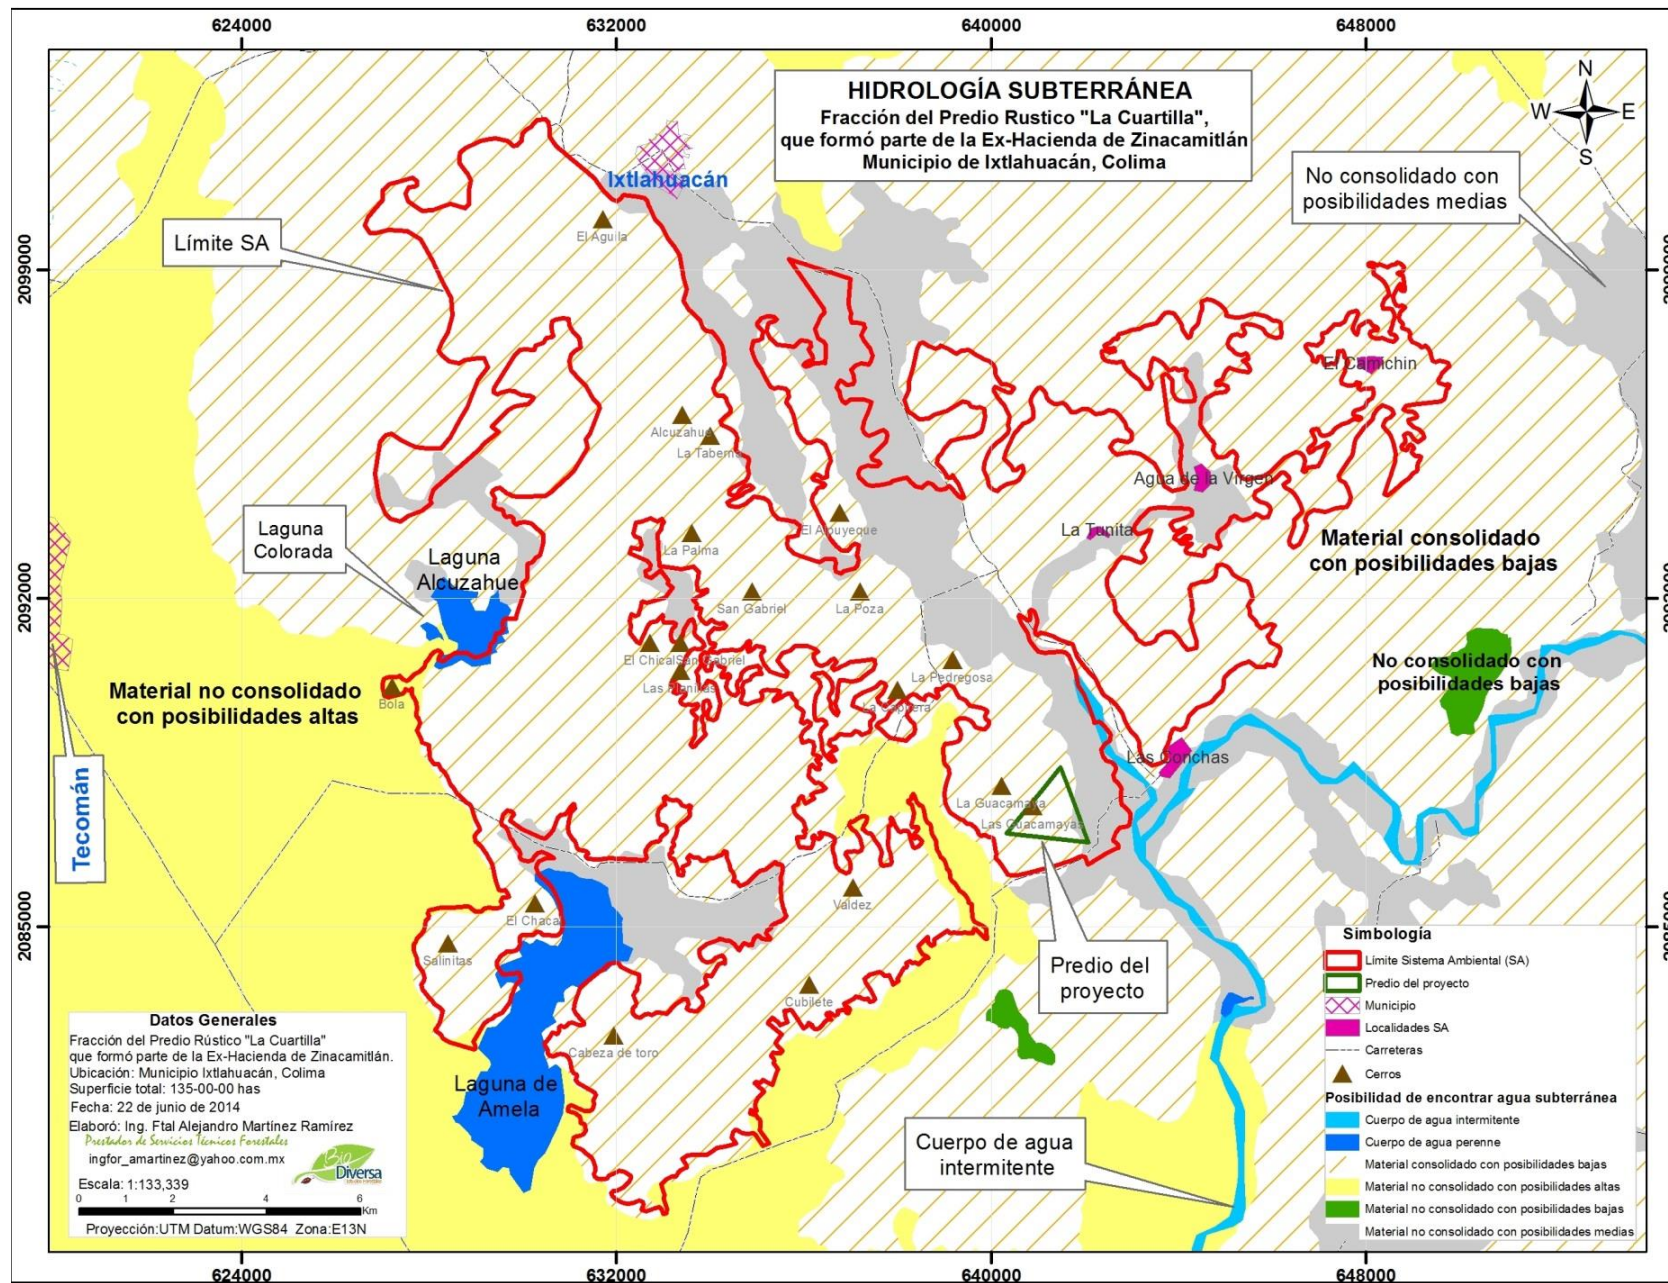 624000
632000
640000
648000
HIDROLOGÍA SUBTERRÁNEA
Fracción del Predio Rustico "La Cuartilla",
que formó parte de la Ex-Hacienda de Zinacamitlán
Municipio de Ixtlahuacán, Colima
N
W
E
S
No consolidado con
posibilidades medias
Ixtlahuacán
Límite SA
El Aguila
2099000
El Camichin
Alcuzahue
La Taberna
Agua de la Virgen
El Apuyeque
La Tunita
La Palma
Laguna
Colorada
Laguna
Alcuzahue
Material consolidado
con posibilidades bajas
2092000
San Gabriel
La Poza
El Chical
San Gabriel
La Pedregosa
No consolidado con
posibilidades bajas
Material no consolidado
con posibilidades altas
Bola
Las Conchas
Tecomán
La Guacamaya
Las Guacamayas
Valdez
El Chacal
2085000
Salinitas
Predio del
proyecto
Cubilete
Cabeza de toro
Laguna de
Amela
Cuerpo de agua
intermitente
Datos Generales
Fracción del Predio Rústico "La Cuartilla"
que formó parte de la Ex-Hacienda de Zinacamitlán.
Ubicación: Municipio Ixtlahuacán, Colima
Superficie total: 135-00-00 has
Fecha: 22 de junio de 2014
Elaboró: Ing. Ftal Alejandro Martínez Ramírez
Prestador de Servicios Técnicos Forestales
ingfor_amartinez@yahoo.com.mx
Bio
Diversa
Escala: 1:133,339
0 1 2 4 6
Km
Proyección:UTM Datum:WGS84 Zona:E13N
Simbología
Límite Sistema Ambiental (SA)
Predio del proyecto
Municipio
Localidades SA
Carreteras
Cerros
Posibilidad de encontrar agua subterránea
Cuerpo de agua intermitente
Cuerpo de agua perenne
Material consolidado con posibilidades bajas
Material no consolidado con posibilidades altas
Material no consolidado con posibilidades bajas
Material no consolidado con posibilidades medias
624000
632000
640000
648000